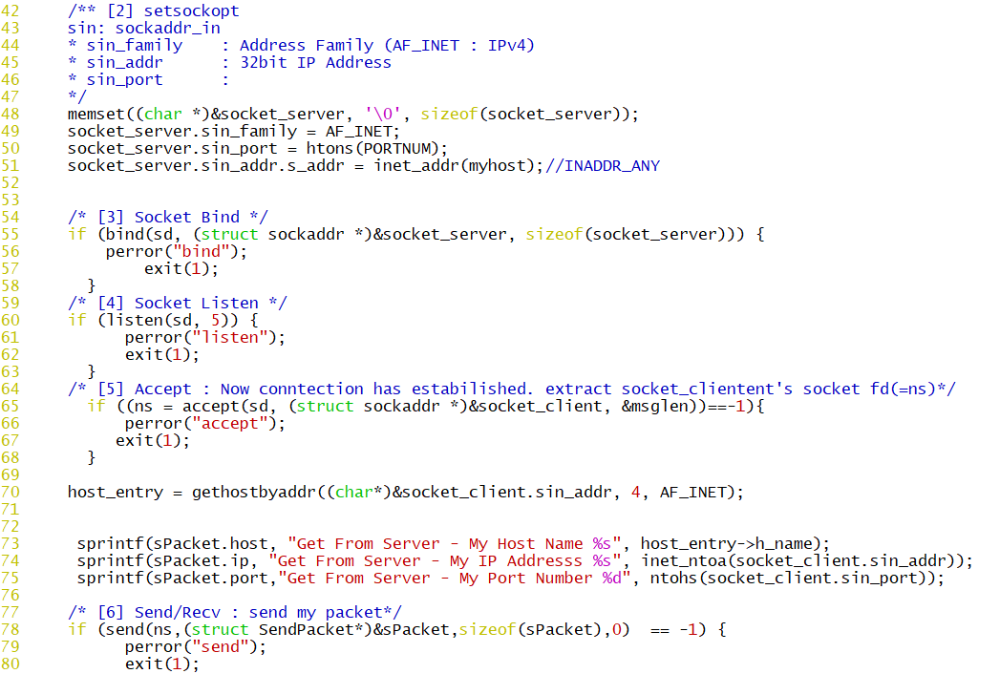 42     /** [2] setsockopt
43     sin: sockaddr_in
44     * sin_family    : Address Family (AF_INET : IPv4)
45     * sin_addr      : 32bit IP Address
46     * sin_port      :
47     */
48     memset((char *)&socket_server, '\0', sizeof(socket_server));
49     socket_server.sin_family = AF_INET;
50     socket_server.sin_port = htons(PORTNUM);
51     socket_server.sin_addr.s_addr = inet_addr(myhost);//INADDR_ANY
52
53
54     /* [3] Socket Bind */
55     if (bind(sd, (struct sockaddr *)&socket_server, sizeof(socket_server))) {
56         perror("bind");
57             exit(1);
58       }
59     /* [4] Socket Listen */
60     if (listen(sd, 5)) {
61           perror("listen");
62           exit(1);
63       }
64     /* [5] Accept : Now conntection has estabilished. extract socket_clientent's socket fd(=ns)*/
65       if ((ns = accept(sd, (struct sockaddr *)&socket_client, &msglen))==-1){
66           perror("accept");
67          exit(1);
68       }
69
70     host_entry = gethostbyaddr((char*)&socket_client.sin_addr, 4, AF_INET);
71
72
73      sprintf(sPacket.host, "Get From Server - My Host Name %s", host_entry->h_name);
74      sprintf(sPacket.ip, "Get From Server - My IP Addresss %s", inet_ntoa(socket_client.sin_addr));
75      sprintf(sPacket.port,"Get From Server - My Port Number %d", ntohs(socket_client.sin_port));
76
77     /* [6] Send/Recv : send my packet*/
78     if (send(ns,(struct SendPacket*)&sPacket,sizeof(sPacket),0)  == -1) {
79           perror("send");
80           exit(1);